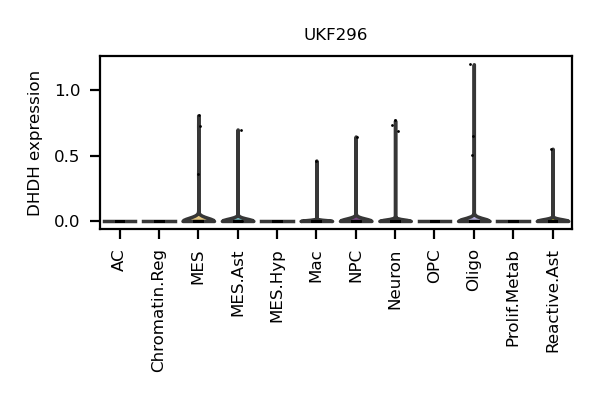 UKF296
DHDH expression
1.0
0.5
0.0
AC
Chromatin.Reg
MES
MES.Ast
MES.Hyp
Mac
NPC
Neuron
OPC
Oligo
Prolif.Metab
Reactive.Ast